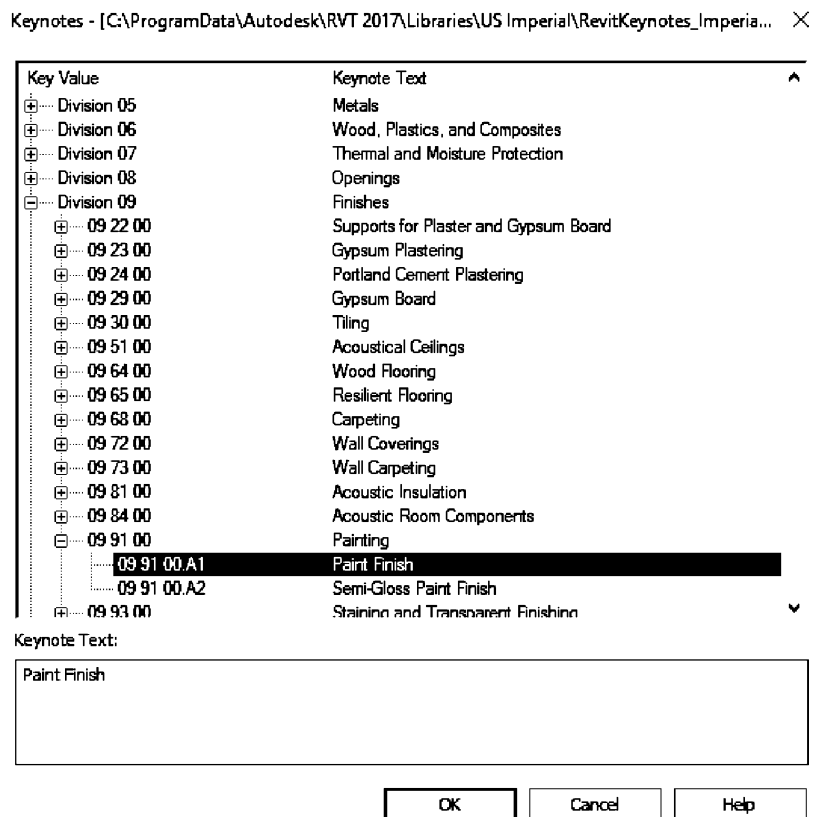 Keynotes - [C:\ProgramData\Autodesk\RVT 2017\Libraries\US Imperial\RevitKeynotes_Imperia...
Key Value Keynote Text
Division 05 Metals
Division 06 Wood, Plastics, and Composites
Division 07 Thermal and Moisture Protection
Division 08 Openings
Division 09 Finishes
09 22 00 Supports for Plaster and Gypsum Board
09 23 00 Gypsum Plastering
09 24 00 Portland Cement Plastering
09 29 00 Gypsum Board
09 30 00 Tiling
09 51 00 Acoustical Ceilings
09 64 00 Wood Flooring
09 65 00 Resilient Flooring
09 68 00 Carpeting
09 72 00 Wall Coverings
09 73 00 Wall Carpeting
09 81 00 Acoustic Insulation
09 84 00 Acoustic Room Components
09 91 00 Painting
09 91 00.A1 Paint Finish
09 91 00.A2 Semi-Gloss Paint Finish
09 93 00 Staining and Transparent Finishing
Keynote Text:
Paint Finish
OK Cancel Help